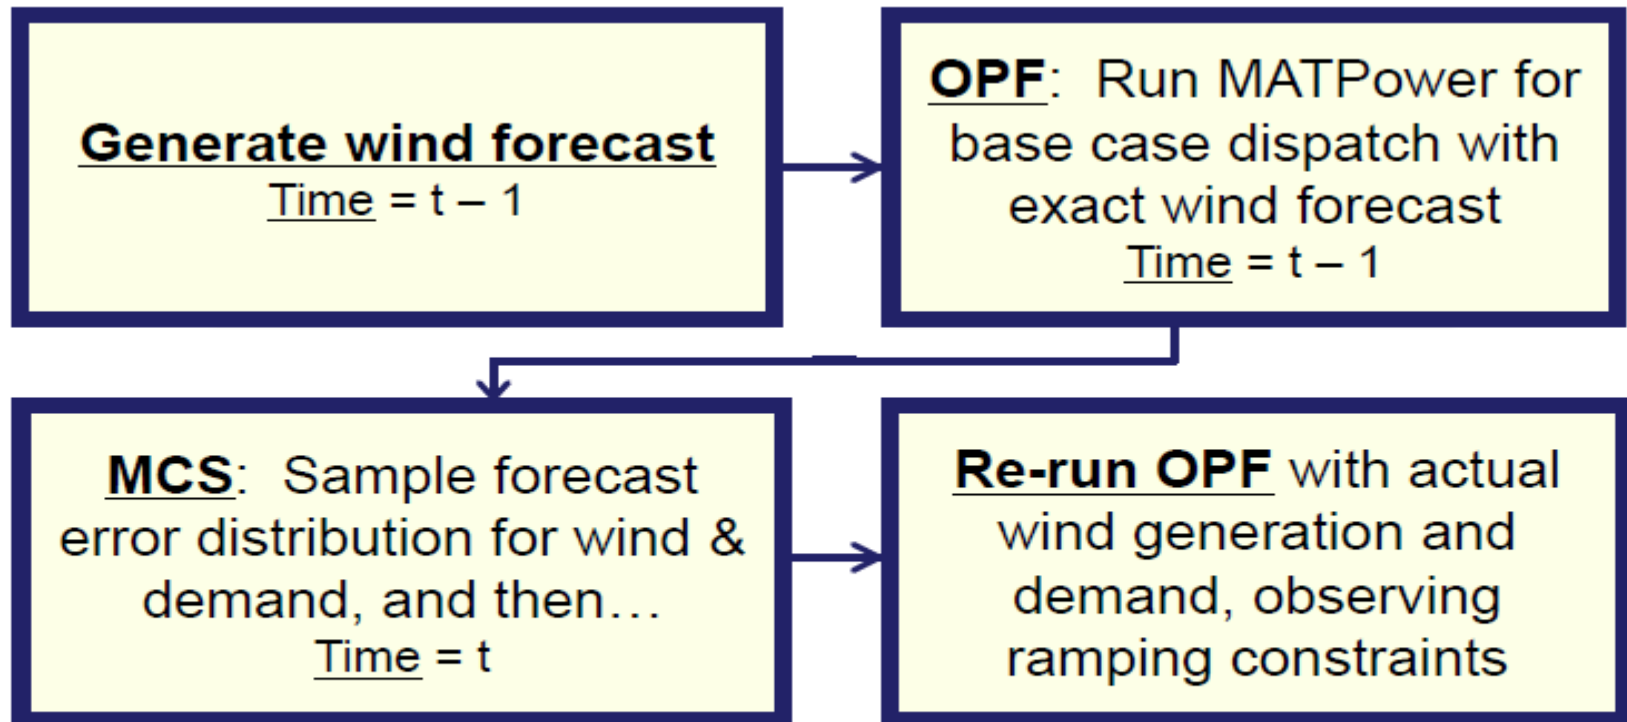 Generate wind forecast
Time = t – 1
OPF: Run MATPower for
base case dispatch with
exact wind forecast
Time = t – 1
MCS: Sample forecast
error distribution for wind &
demand, and then…
Time = t
Re-run OPF with actual
wind generation and
demand, observing
ramping constraints